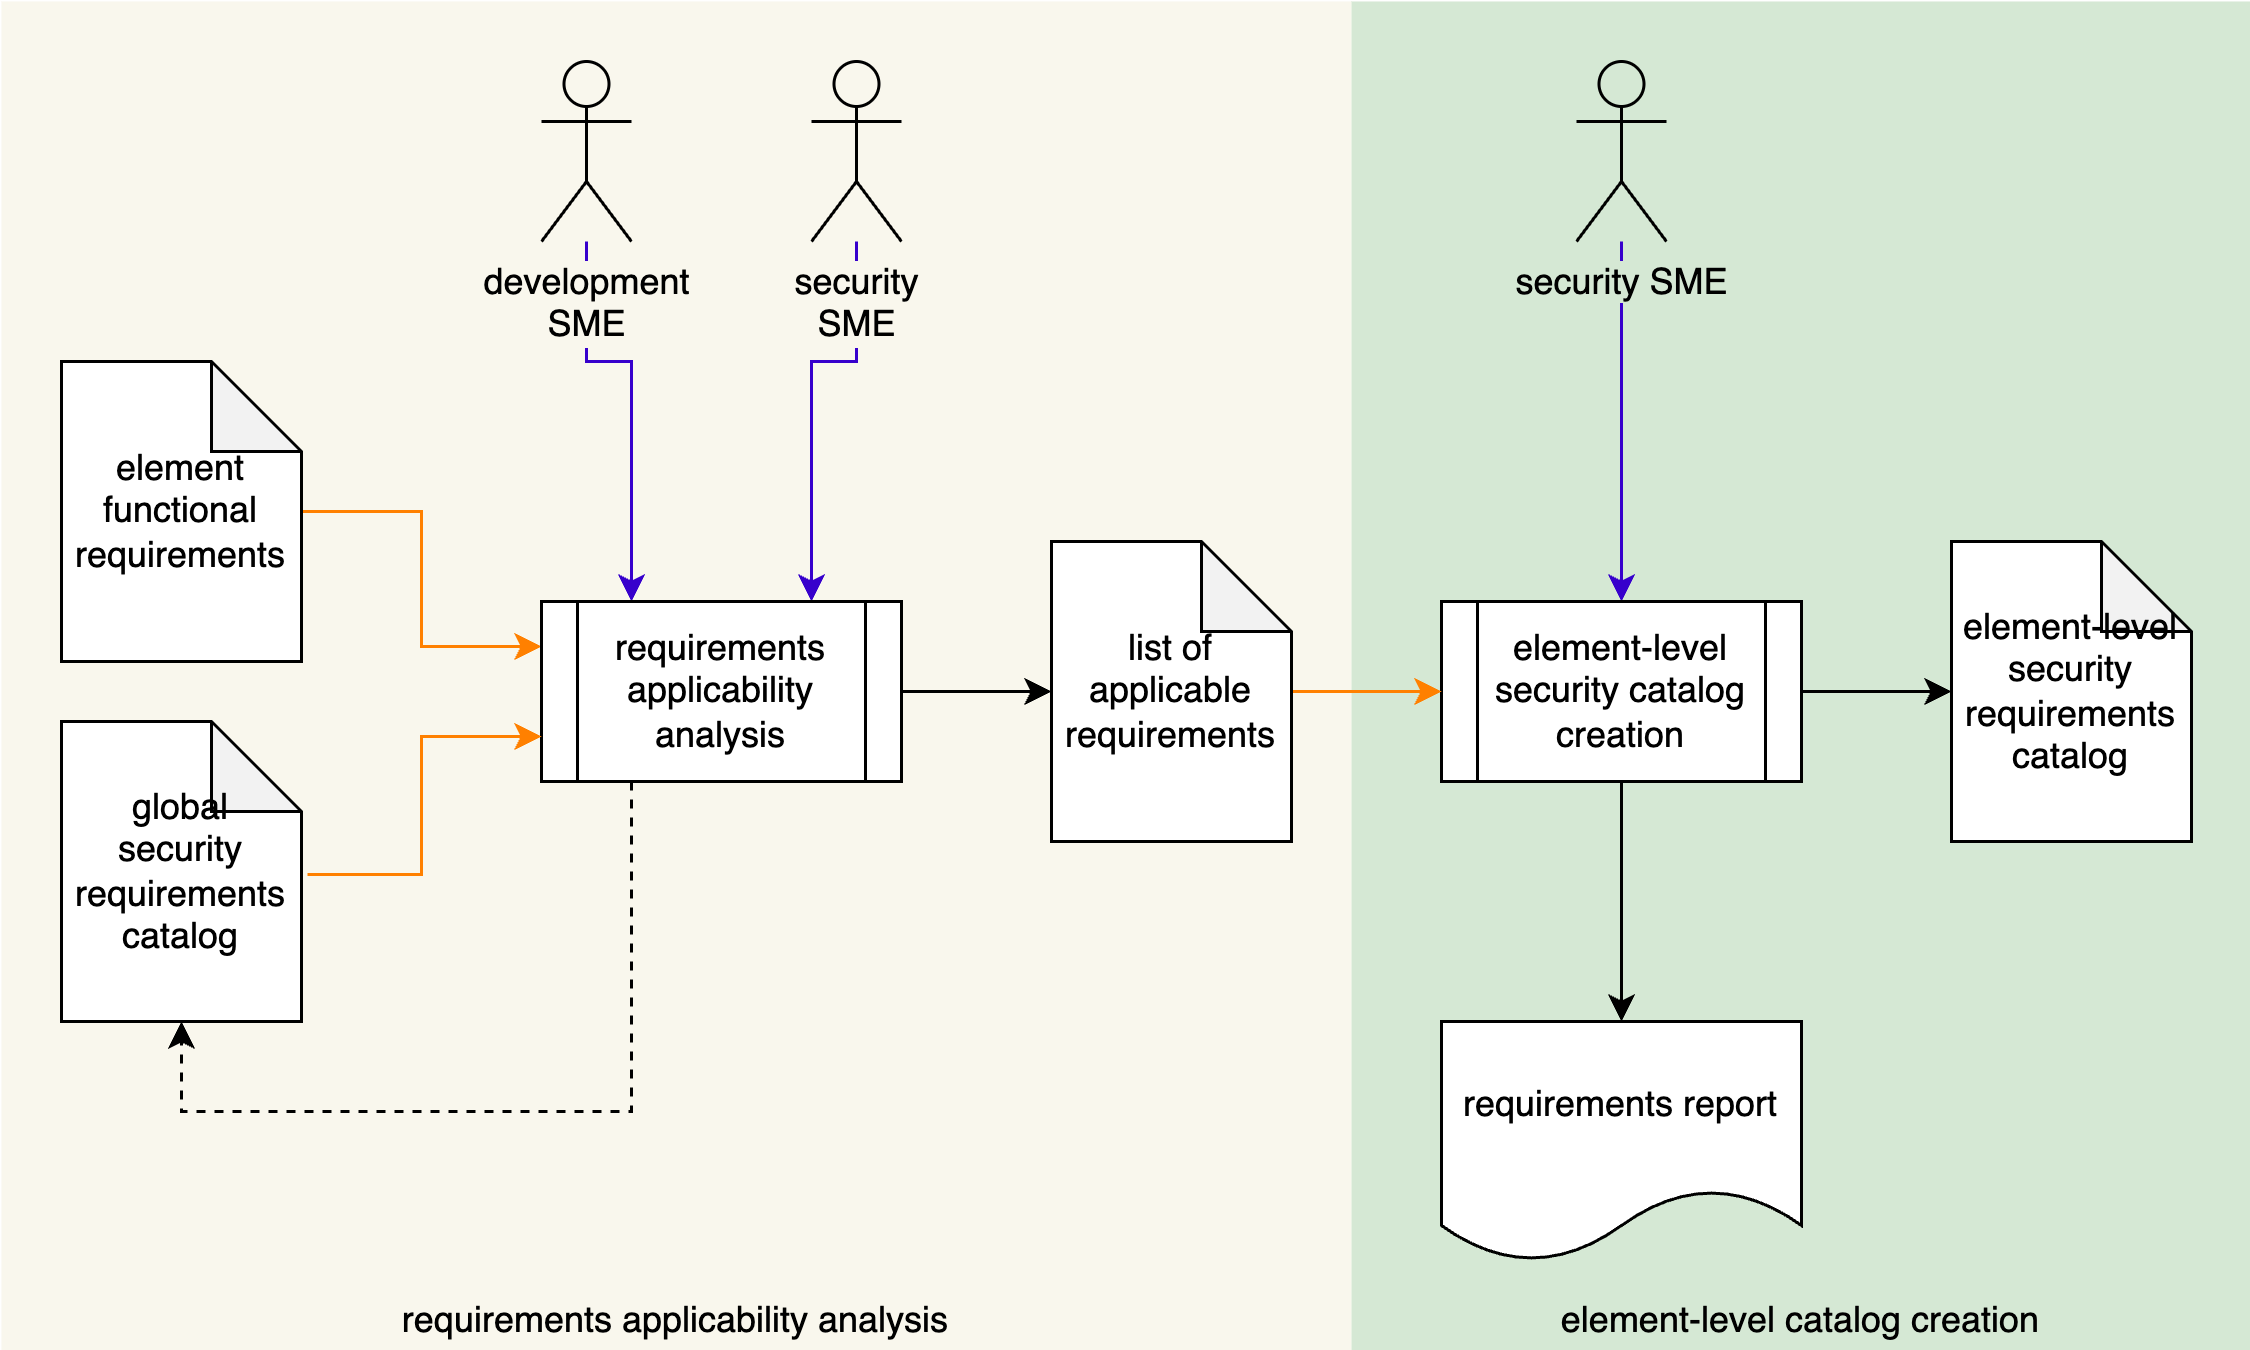 development
SME
security
SME
security SME
element
functional
requirements
global
security
requirements
catalog
requirements
applicability
analysis
list of
applicable
requirements
element-level
security catalog
creation
element-level
security
requirements
catalog
requirements report
requirements applicability analysis
element-level catalog creation